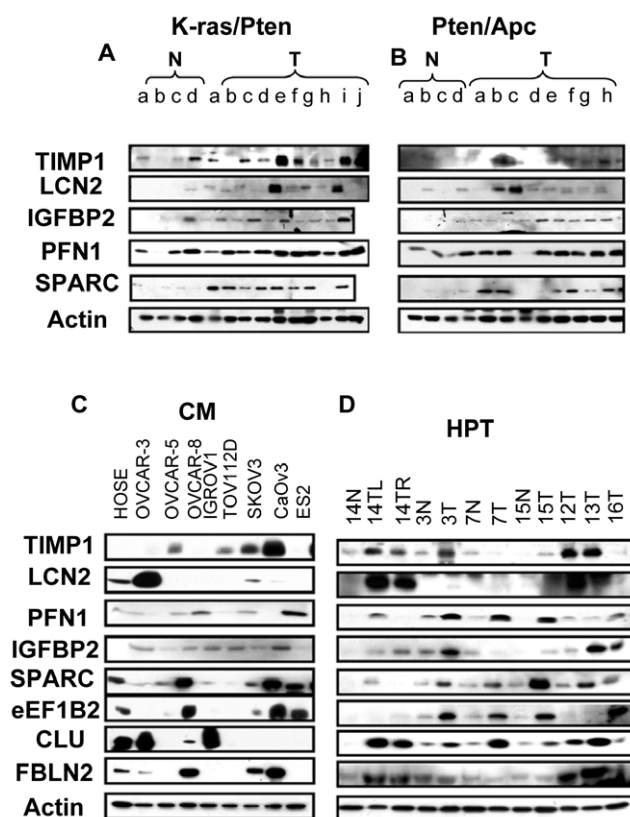 K-ras/Pten
Pten/Apc
A
B
N
T
N
T
a b c d a b c d e f g h i j
a b c d a b c d e f g h
TIMP1
LCN2
IGFBP2
PFN1
SPARC
Actin
C
CM
D
HPT
HOSE
OVCAR-3
OVCAR-5
OVCAR-8
IGROV1
TOV112D
SKOV3
CaOv3
ES2
14N
14TL
14TR
3N
3T
7N
7T
15N
15T
12T
13T
16T
TIMP1
LCN2
PFN1
IGFBP2
SPARC
eEF1B2
CLU
FBLN2
Actin